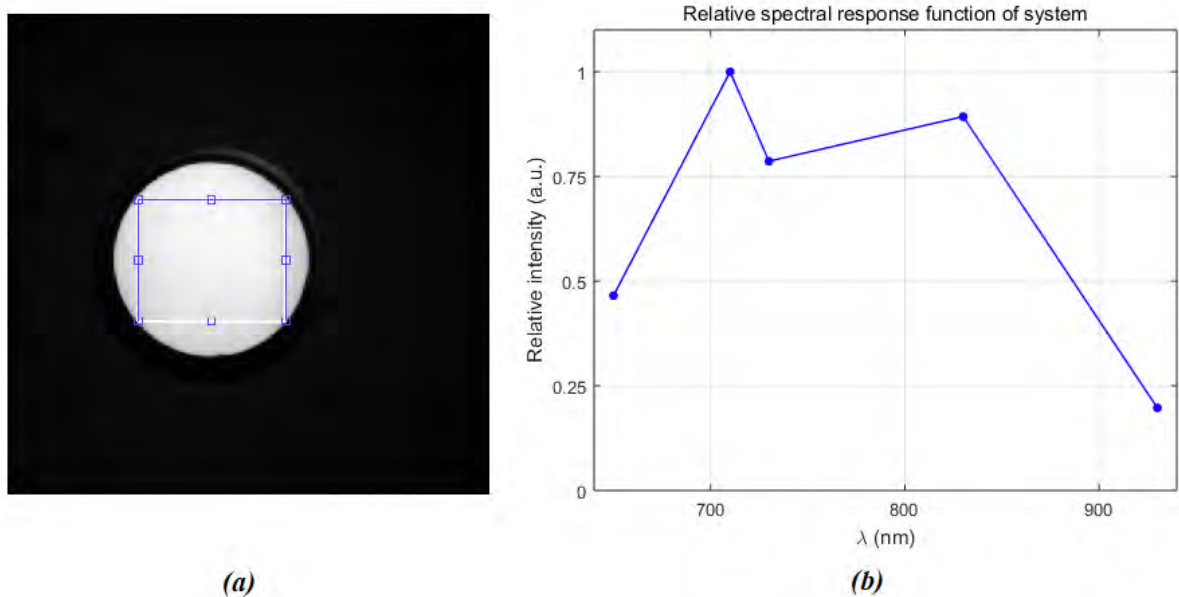 Relative spectral response function of system
1
0.75
0.5
0.25
0
Relative intensity (a.u.)
700
800
900
λ (nm)
(a)
(b)